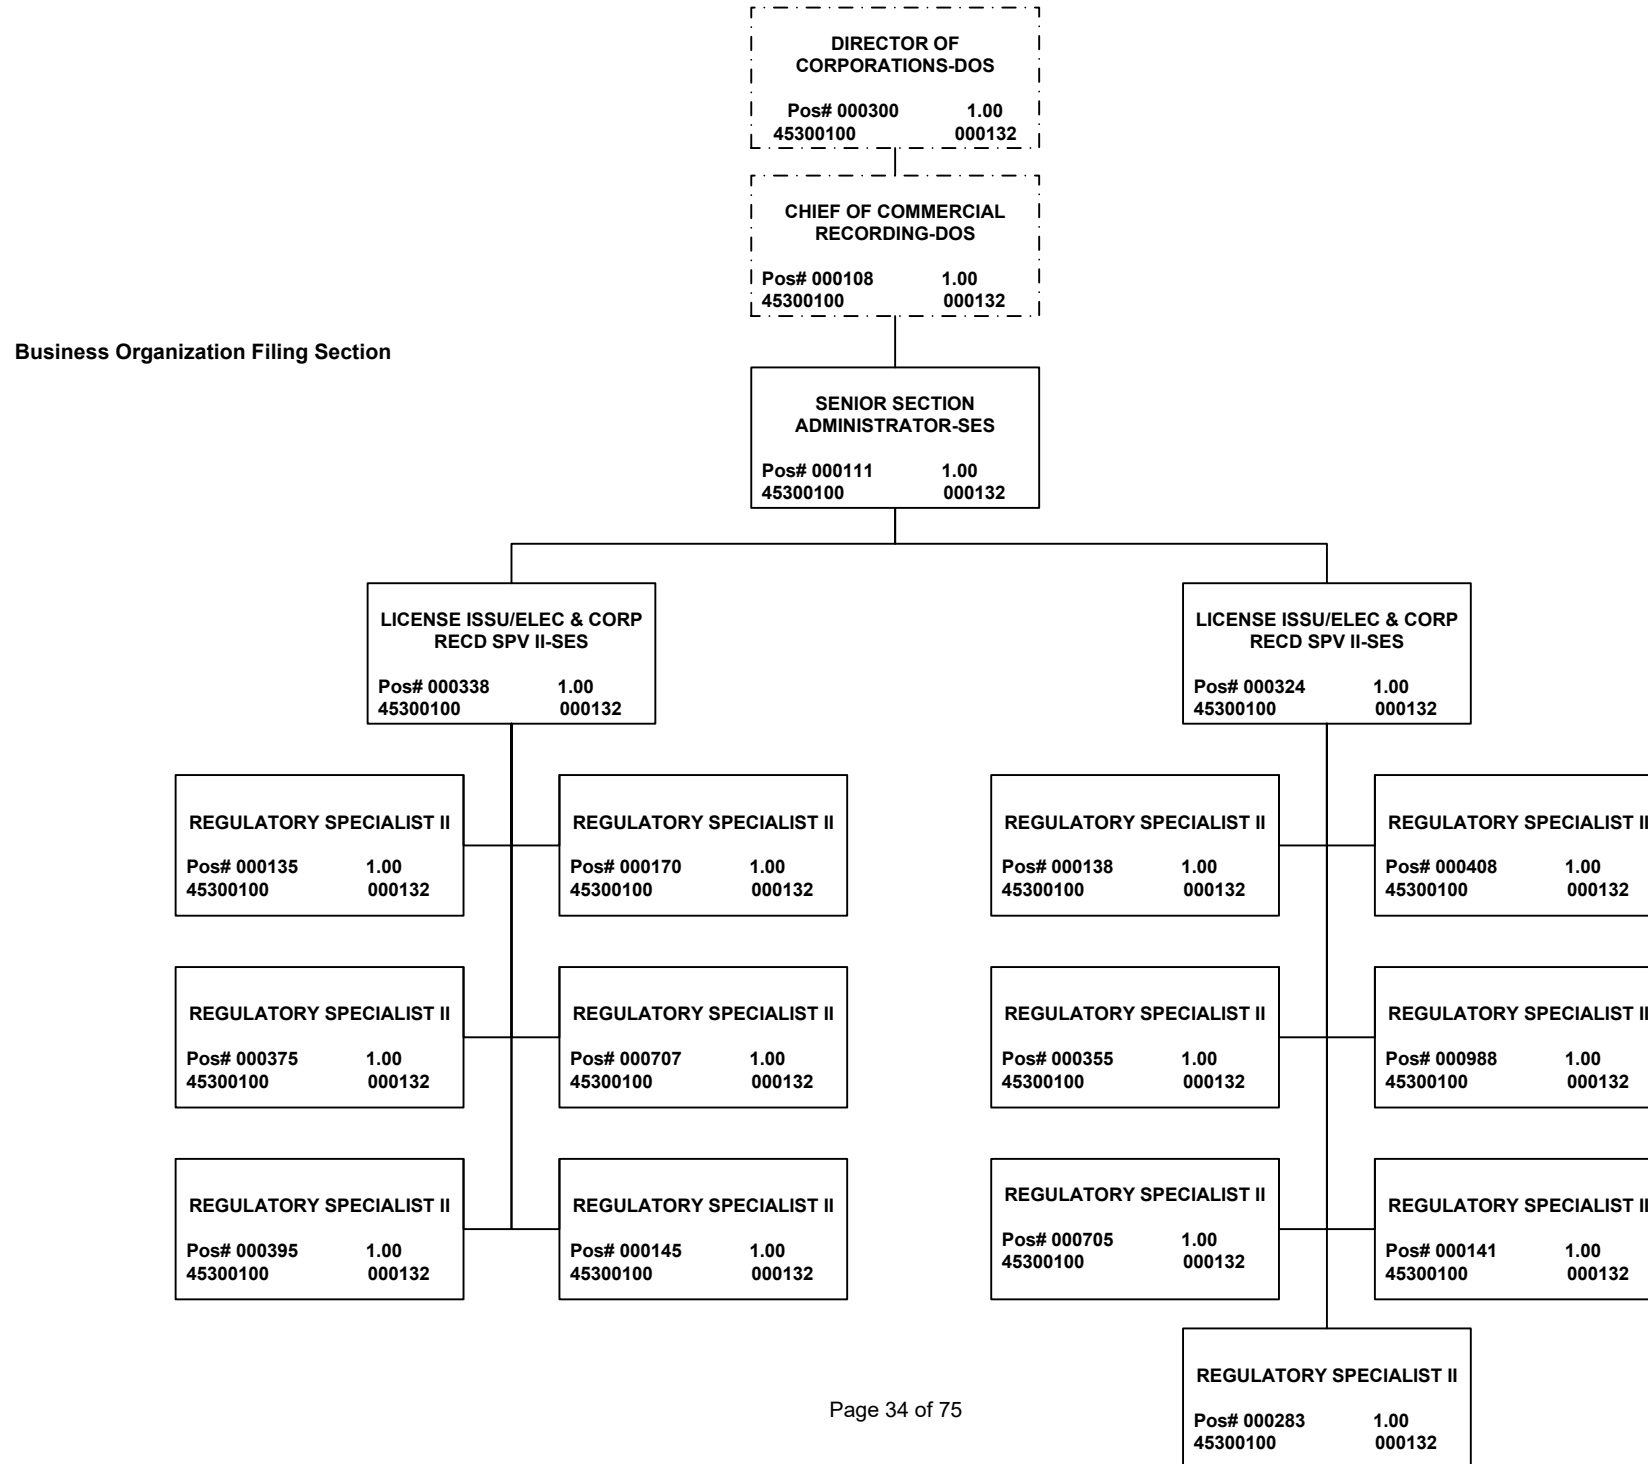 DIRECTOR OF
CORPORATIONS-DOS
Pos# 000300 1.00
45300100 000132
CHIEF OF COMMERCIAL
RECORDING-DOS
Pos# 000108 1.00
45300100 000132
Business Organization Filing Section
SENIOR SECTION
ADMINISTRATOR-SES
Pos# 000111 1.00
45300100 000132
LICENSE ISSU/ELEC & CORP
RECD SPV II-SES
Pos# 000338 1.00
45300100 000132
LICENSE ISSU/ELEC & CORP
RECD SPV II-SES
Pos# 000324 1.00
45300100 000132
REGULATORY SPECIALIST II
Pos# 000135 1.00
45300100 000132
REGULATORY SPECIALIST II
Pos# 000170 1.00
45300100 000132
REGULATORY SPECIALIST II
Pos# 000138 1.00
45300100 000132
REGULATORY SPECIALIST II
Pos# 000408 1.00
45300100 000132
REGULATORY SPECIALIST II
Pos# 000375 1.00
45300100 000132
REGULATORY SPECIALIST II
Pos# 000707 1.00
45300100 000132
REGULATORY SPECIALIST II
Pos# 000355 1.00
45300100 000132
REGULATORY SPECIALIST II
Pos# 000988 1.00
45300100 000132
REGULATORY SPECIALIST II
Pos# 000395 1.00
45300100 000132
REGULATORY SPECIALIST II
Pos# 000145 1.00
45300100 000132
REGULATORY SPECIALIST II
Pos# 000705 1.00
45300100 000132
REGULATORY SPECIALIST II
Pos# 000141 1.00
45300100 000132
REGULATORY SPECIALIST II
Pos# 000283 1.00
45300100 000132
Page 34 of 75